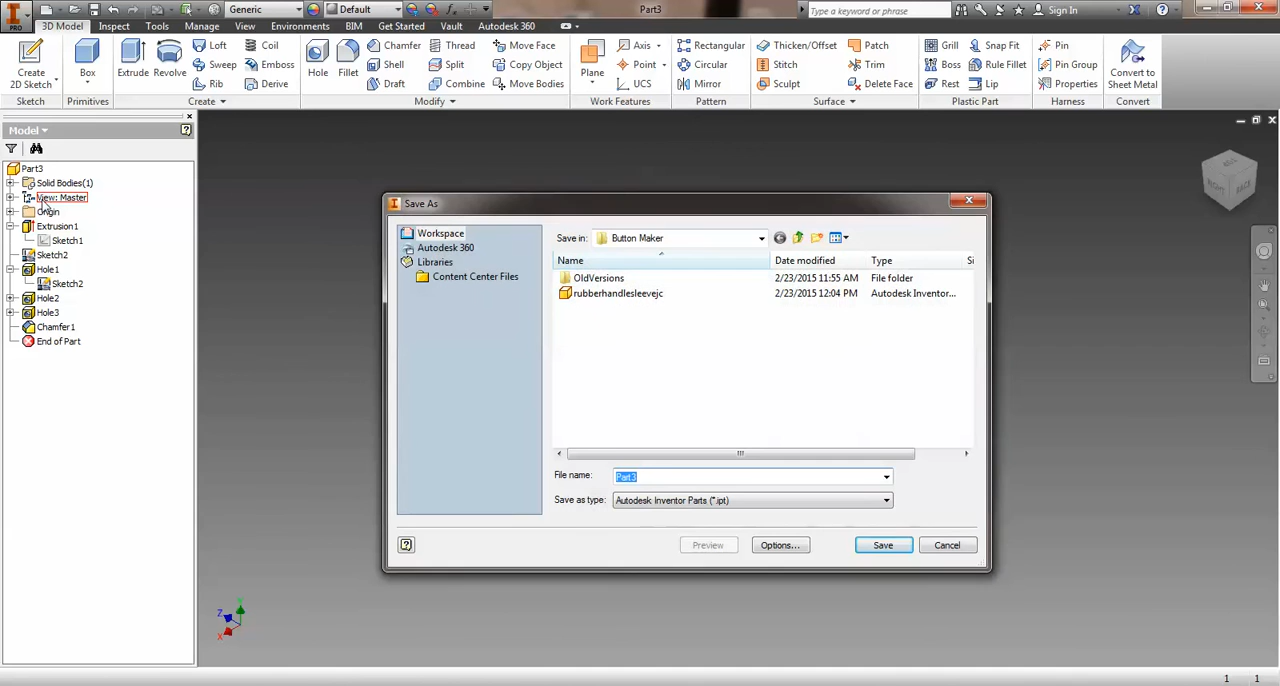 Generic
Default
Part3
Type a keyword or phrase
Sign In
PRO
3D Model Inspect Tools Manage View Environments BIM Get Started Vault Autodesk 360
Create 2D Sketch
Box
Extrude
Revolve
Loft
Sweep
Rib
Coil
Emboss
Derive
Hole
Fillet
Chamfer
Shell
Draft
Thread
Split
Combine
Move Face
Copy Object
Move Bodies
Plane
Axis
Point
UCS
Rectangular
Circular
Mirror
Thicken/Offset
Stitch
Sculpt
Patch
Trim
Delete Face
Grill
Boss
Rest
Snap Fit
Rule Fillet
Lip
Pin
Pin Group
Properties
Convert to Sheet Metal
Sketch Primitives Create Modify Work Features Pattern Surface Plastic Part Harness Convert
Model
Part3
Solid Bodies(1)
View: Master
Origin
Extrusion1
Sketch1
Sketch2
Hole1
Sketch2
Hole2
Hole3
Chamfer1
End of Part
RIGHT
BACK
Save As
Workspace
Autodesk 360
Libraries
Content Center Files
Save in: Button Maker
Name Date modified Type Si
OldVersions 2/23/2015 11:55 AM File folder
rubberhandlesleevejc 2/23/2015 12:04 PM Autodesk Inventor...
File name: Part3
Save as type: Autodesk Inventor Parts (*.ipt)
Preview Options... Save Cancel
Z
Y
X
1 1